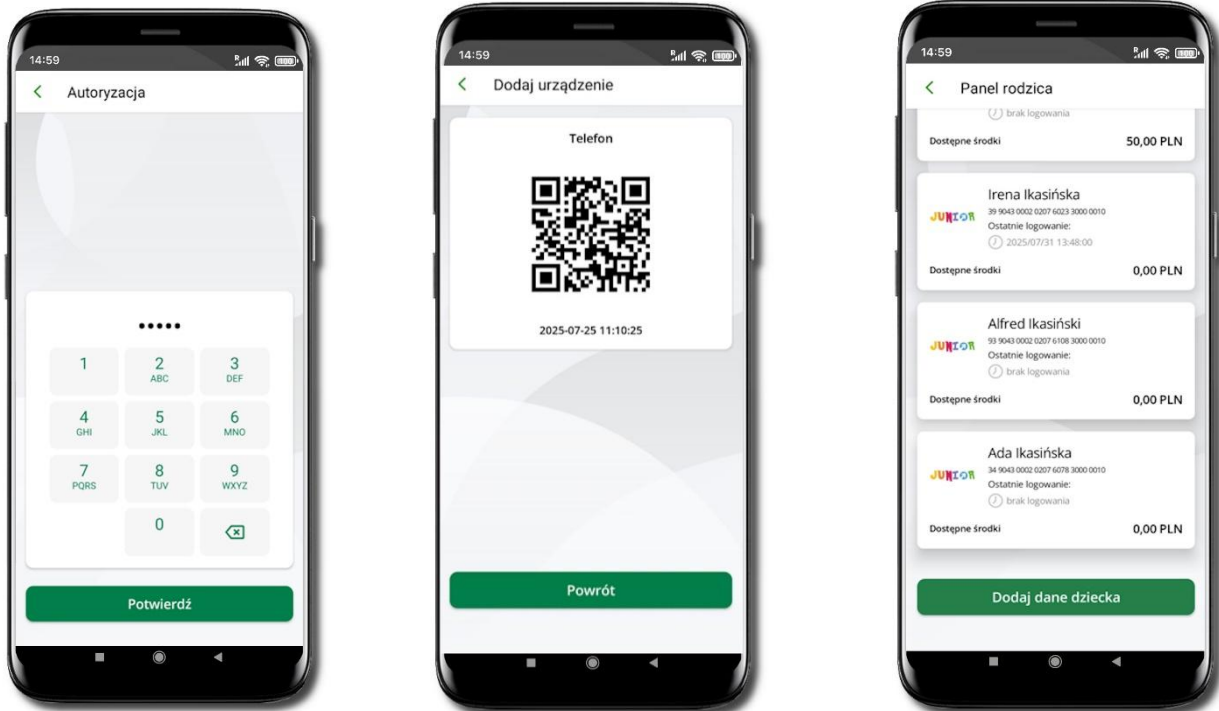 14:59
Autoryzacja
•••••
1
2
ABC
3
DEF
4
GHI
5
JKL
6
MNO
7
PQRS
8
TUV
9
WXYZ
0
Potwierdź
14:59
Dodaj urządzenie
Telefon
2025-07-25 11:10:25
Powrót
14:59
Panel rodzica
brak logowania
Dostępne środki 50,00 PLN
Irena Ikasińska
JUNIOR
39 9043 0002 0207 6023 3000 0010
Ostatnie logowanie:
2025/07/31 13:48:00
Dostępne środki 0,00 PLN
Alfred Ikasiński
JUNIOR
93 9043 0002 0207 6108 3000 0010
Ostatnie logowanie:
brak logowania
Dostępne środki 0,00 PLN
Ada Ikasińska
JUNIOR
34 9043 0002 0207 6078 3000 0010
Ostatnie logowanie:
brak logowania
Dostępne środki 0,00 PLN
Dodaj dane dziecka